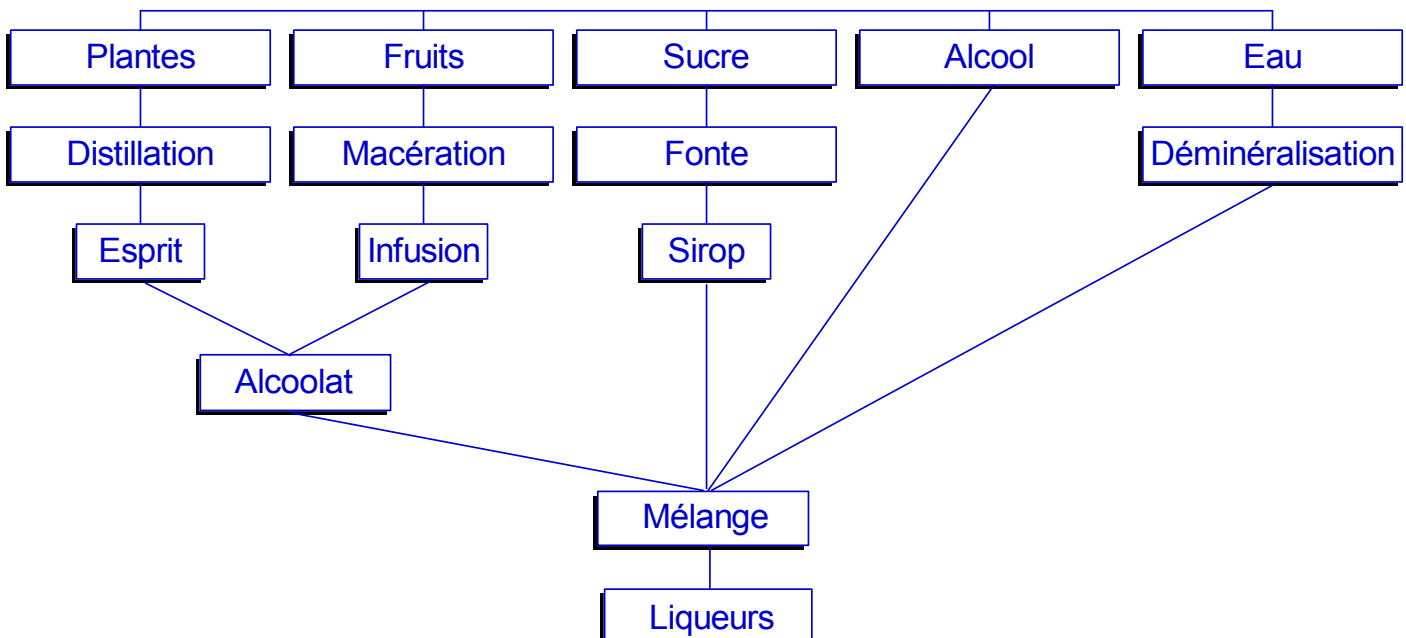 Plantes
Fruits
Sucre
Alcool
Eau
Distillation
Macération
Fonte
Déminéralisation
Esprit
Infusion
Sirop
Alcoolat
Mélange
Liqueurs